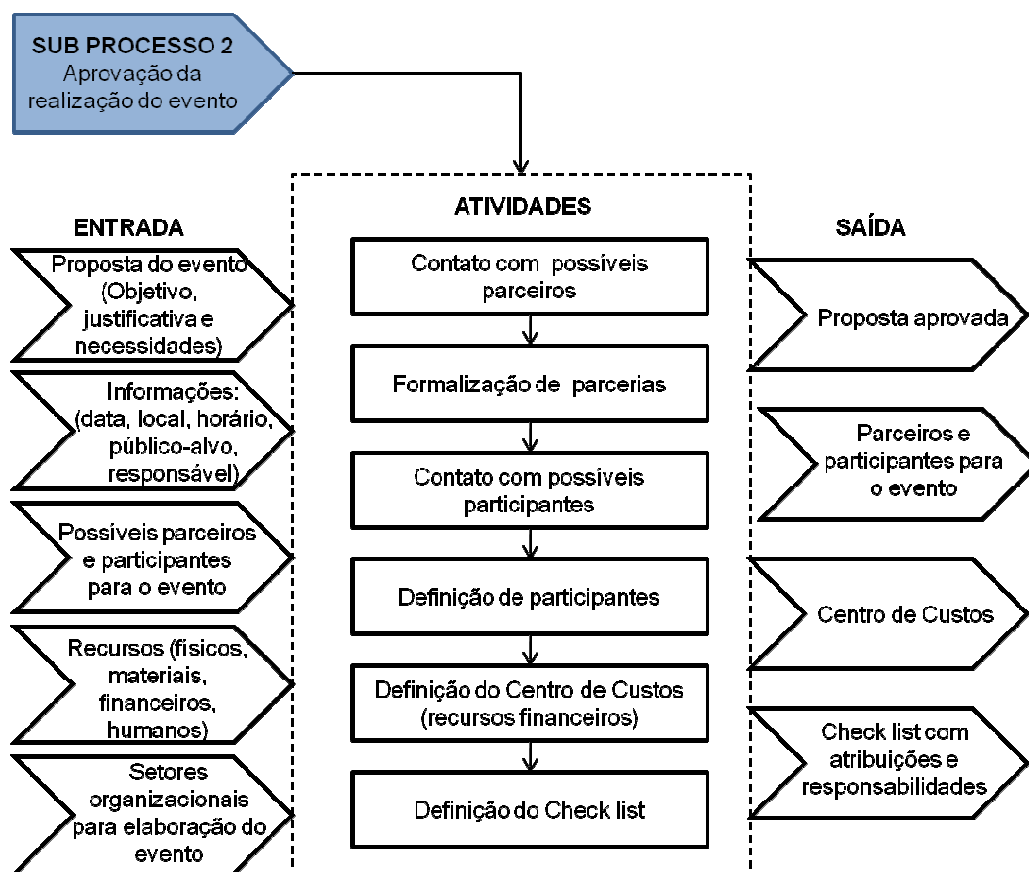 SUB PROCESSO 2
Aprovação da
realização do evento
ENTRADA
Proposta do evento
(Objetivo,
justificativa e
necessidades)
Informações:
(data, local, horário,
público-alvo,
responsável)
Possíveis parceiros
e participantes
para o evento
Recursos (físicos,
materiais,
financeiros,
humanos)
Setores
organizacionais
para elaboração do
evento
ATIVIDADES
Contato com possíveis
parceiros
Formalização de parcerias
Contato com possíveis
participantes
Definição de participantes
Definição do Centro de Custos
(recursos financeiros)
Definição do Check list
SAÍDA
Proposta aprovada
Parceiros e
participantes para
o evento
Centro de Custos
Check list com
atribuições e
responsabilidades